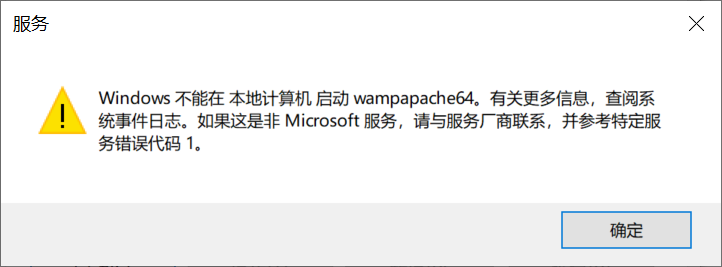 服务
Windows 不能在 本地计算机 启动 wampapache64。有关更多信息，查阅系
统事件日志。如果这是非 Microsoft 服务，请与服务厂商联系，并参考特定服
务错误代码 1。
确定